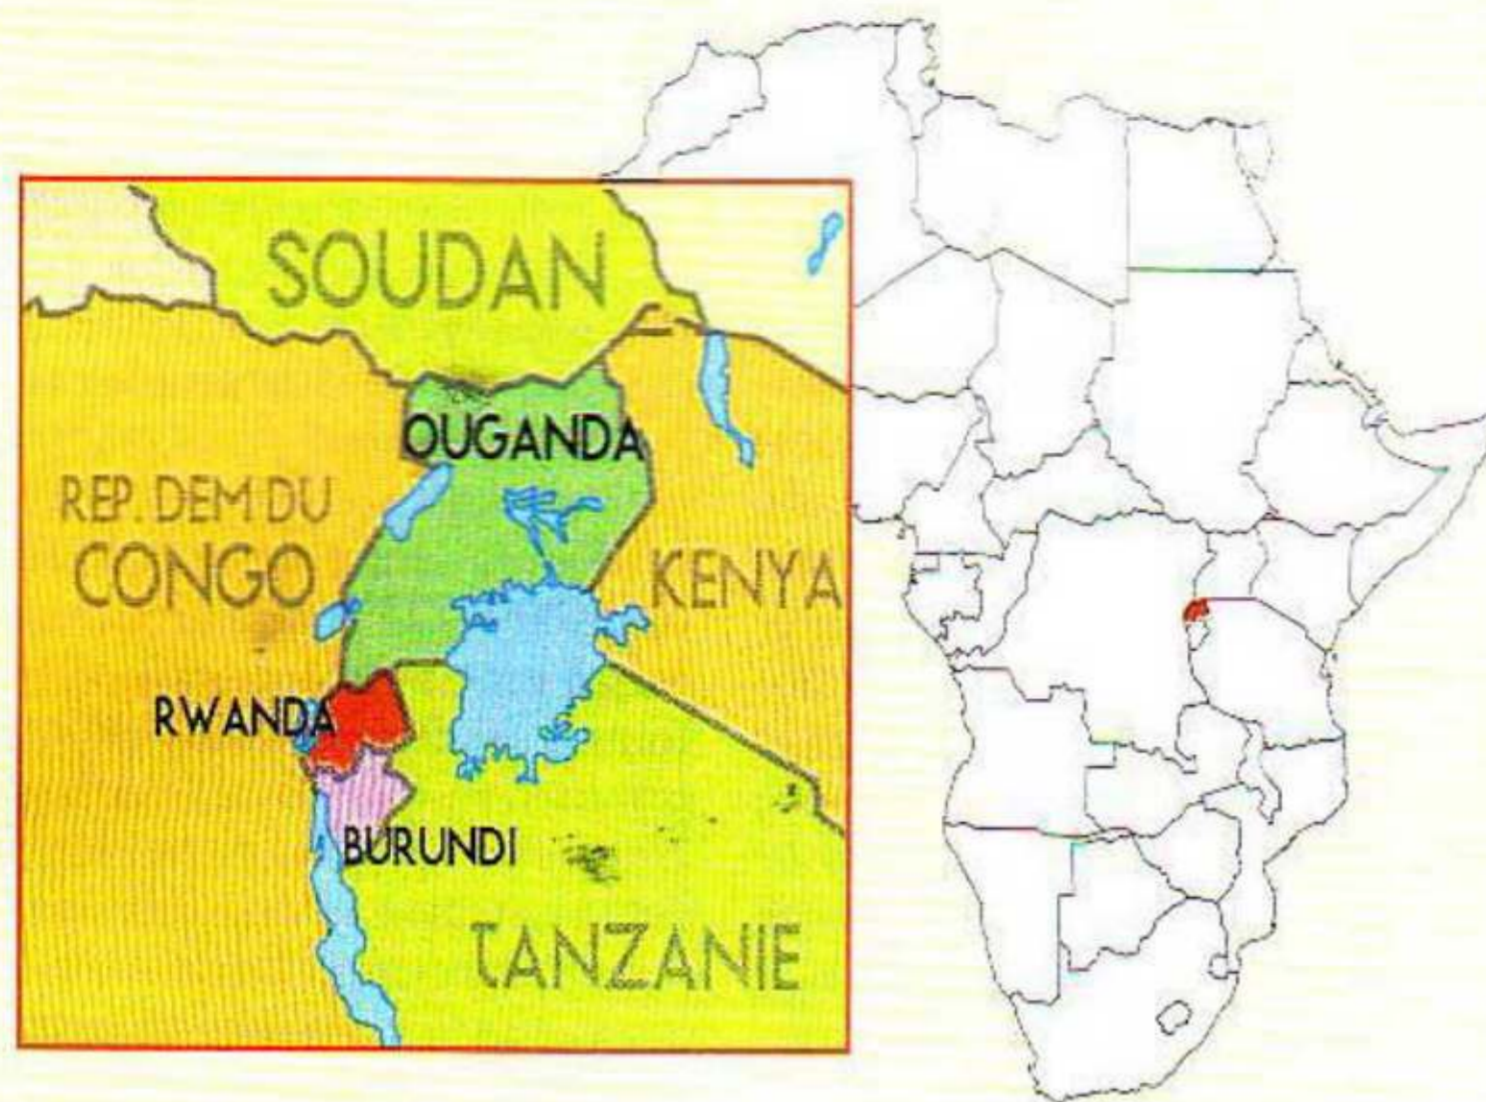 SOUDAN
OUGANDA
REP. DEM DU
CONGO
KENYA
RWANDA
BURUNDI
TANZANIE